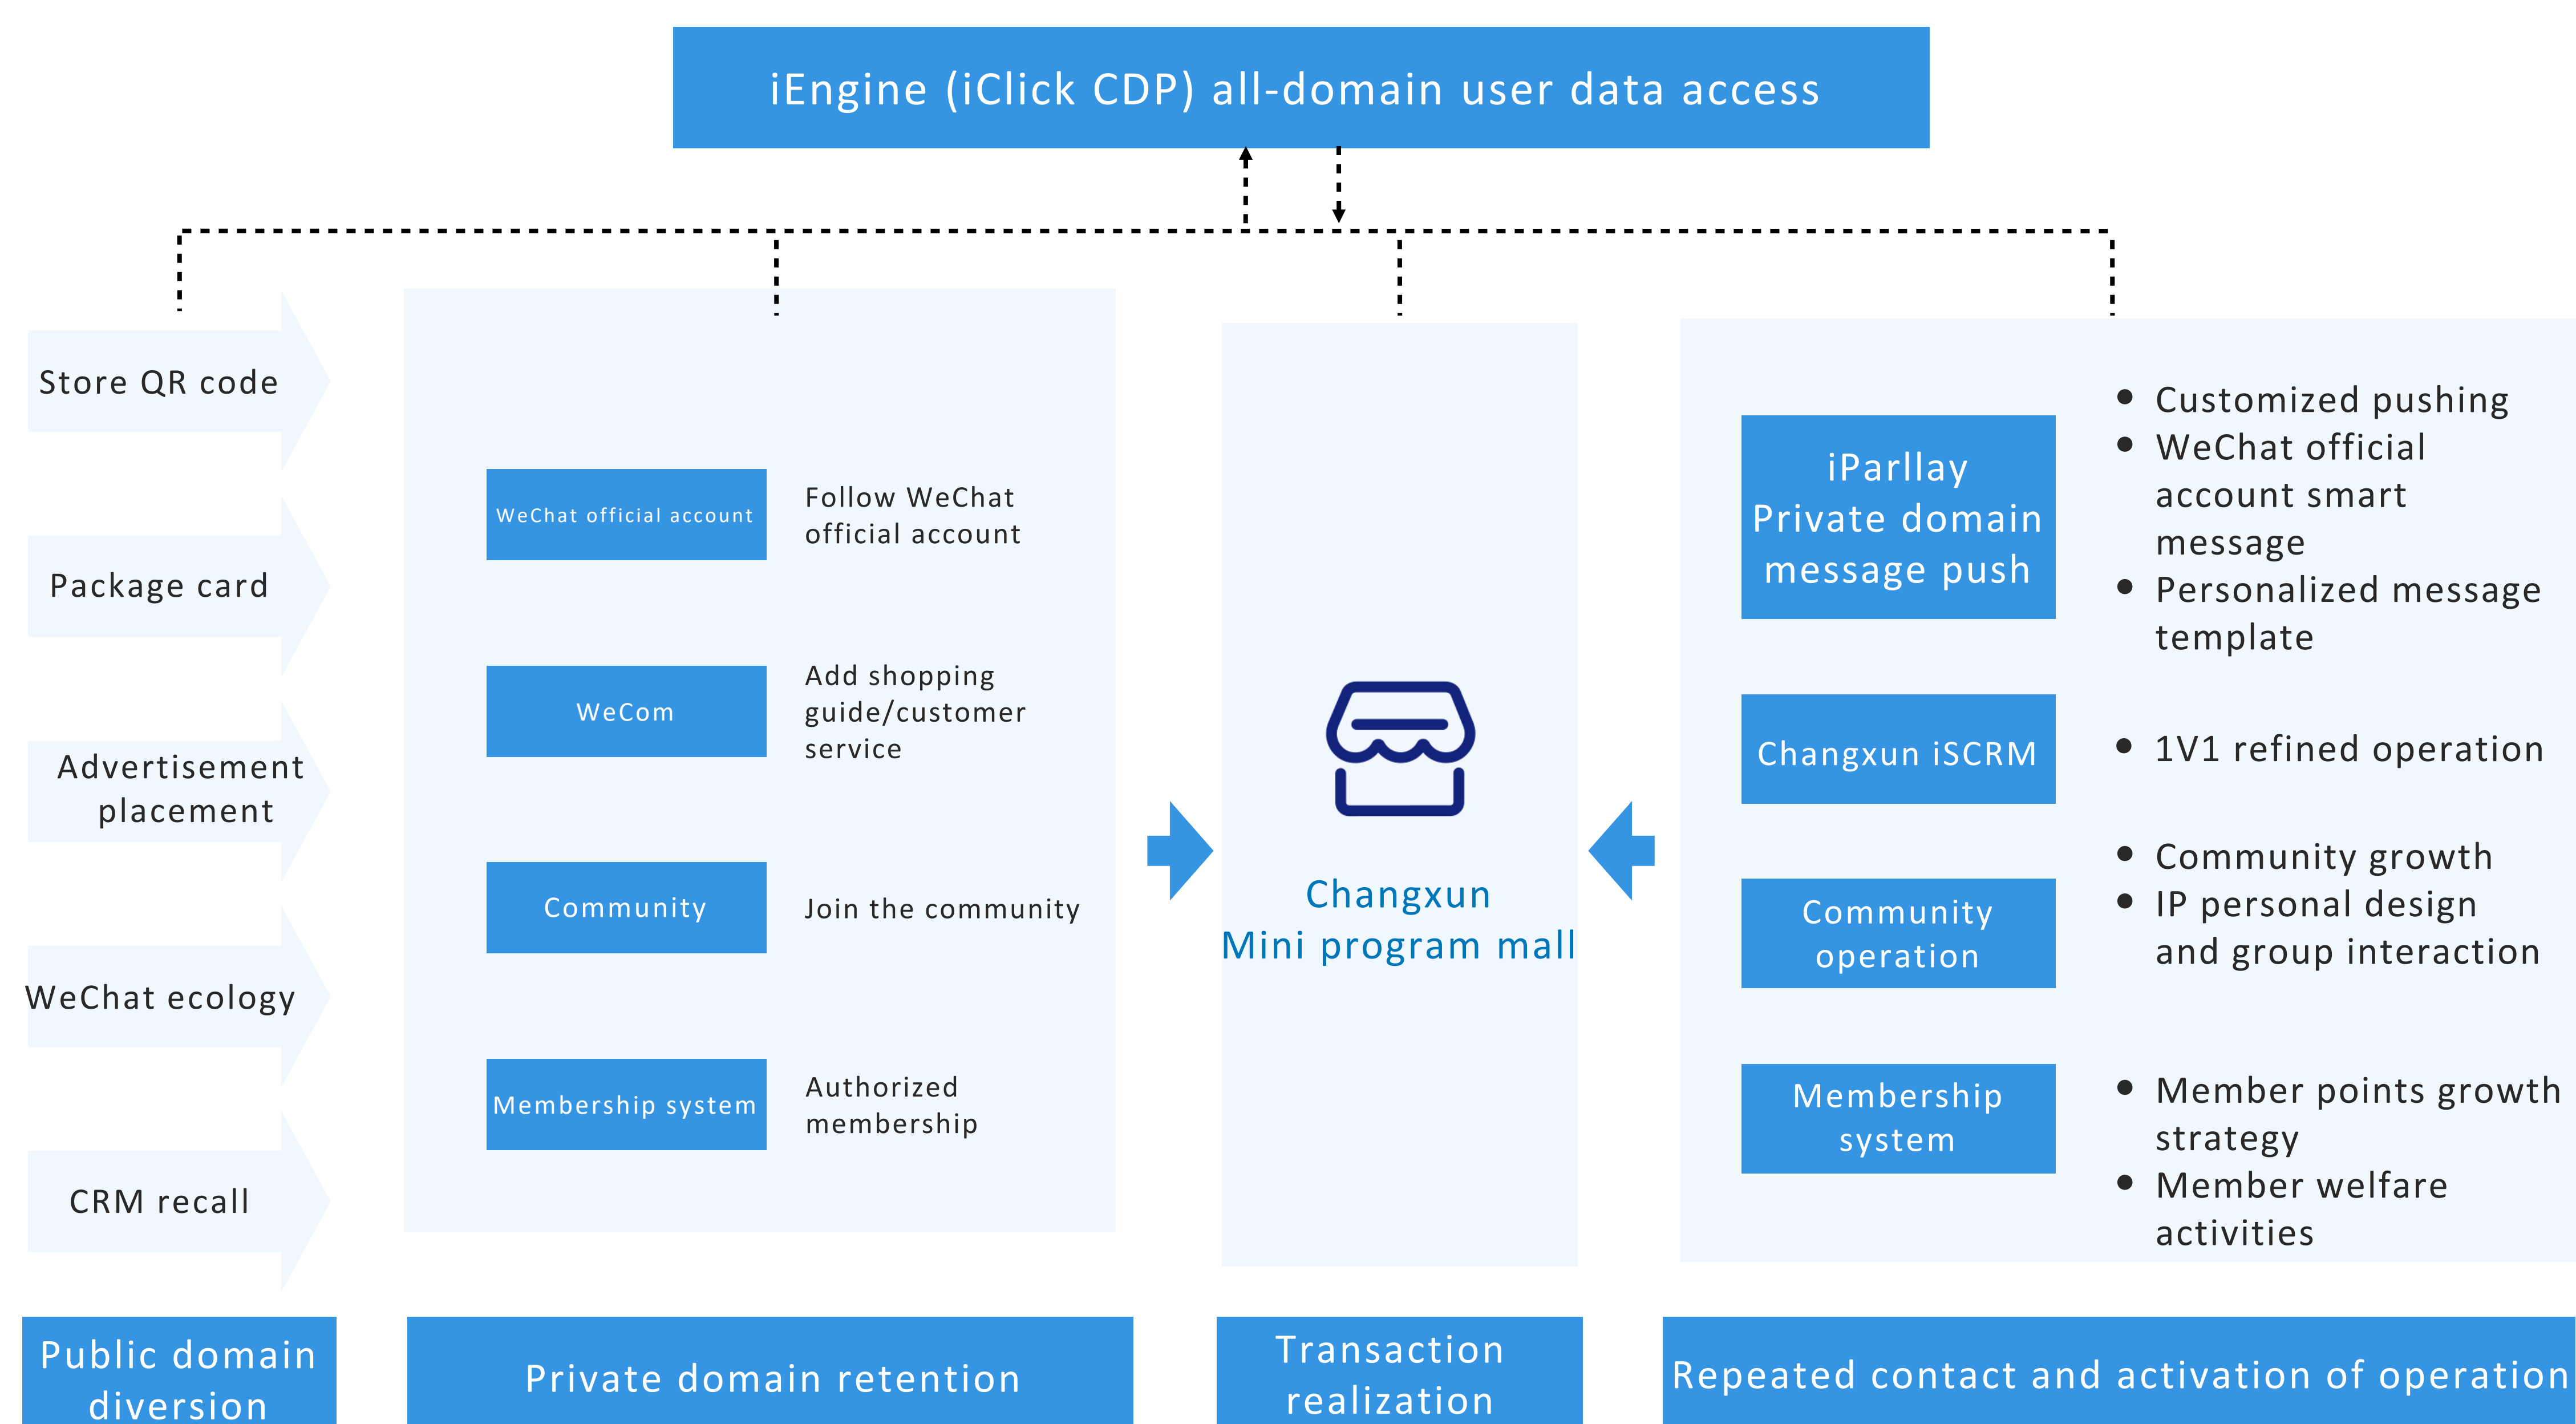 iEngine (iClick CDP) all-domain user data access
Store QR code
Package card
Advertisement
placement
WeChat ecology
CRM recall
WeChat official account
Follow WeChat
official account
WeCom
Add shopping
guide/customer
service
Community
Join the community
Membership system
Authorized
membership
Changxun
Mini program mall
iParllay
Private domain
message push
• Customized pushing
• WeChat official
account smart
message
• Personalized message
template
Changxun iSCRM
• 1V1 refined operation
Community
operation
• Community growth
• IP personal design
and group interaction
Membership
system
• Member points growth
strategy
• Member welfare
activities
Public domain
diversion
Private domain retention
Transaction
realization
Repeated contact and activation of operation